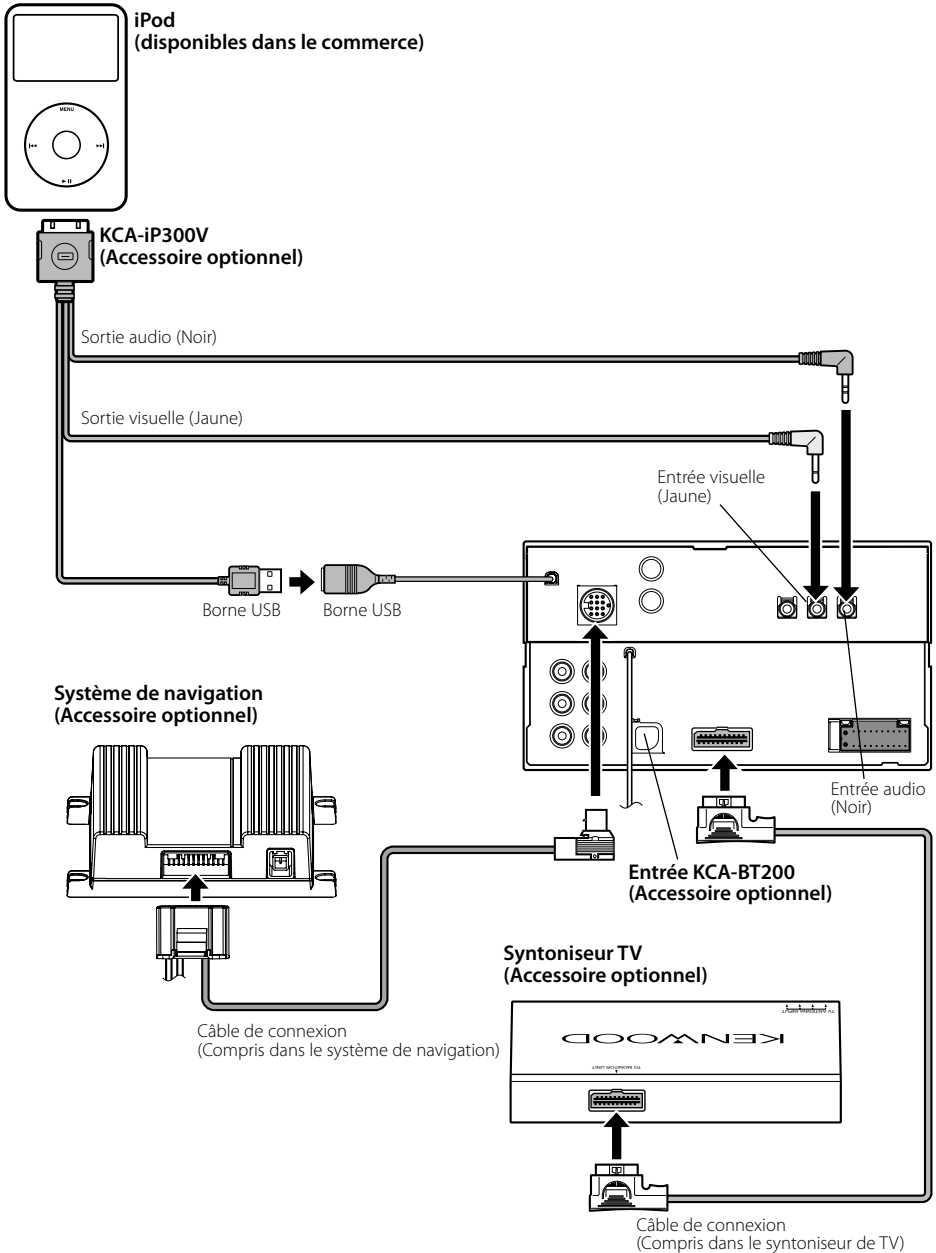 iPod
(disponibles dans le commerce)
MENU
KCA-iP300V
(Accessoire optionnel)
Sortie audio (Noir)
Sortie visuelle (Jaune)
Entrée visuelle
(Jaune)
Borne USB
Borne USB
Système de navigation
(Accessoire optionnel)
Entrée audio
(Noir)
Entrée KCA-BT200
(Accessoire optionnel)
Syntoniseur TV
(Accessoire optionnel)
TV ANTENNA INPUT
KENWOOD
TO MONITOR UNIT
Câble de connexion
(Compris dans le système de navigation)
Câble de connexion
(Compris dans le syntoniseur de TV)